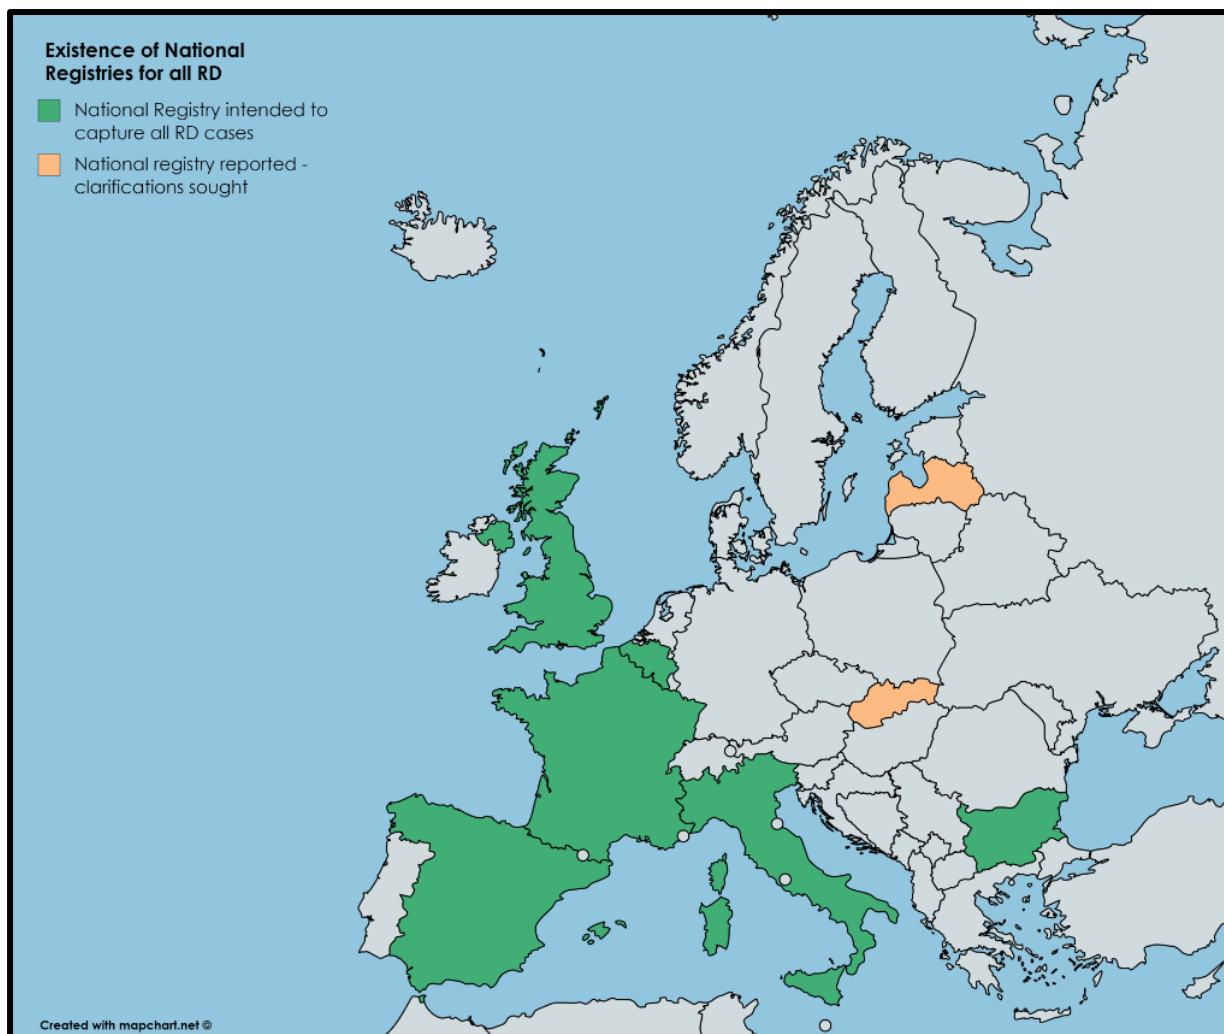 Existence of National
Registries for all RD
National Registry intended to
capture all RD cases
National registry reported -
clarifications sought
Created with mapchart.net ©